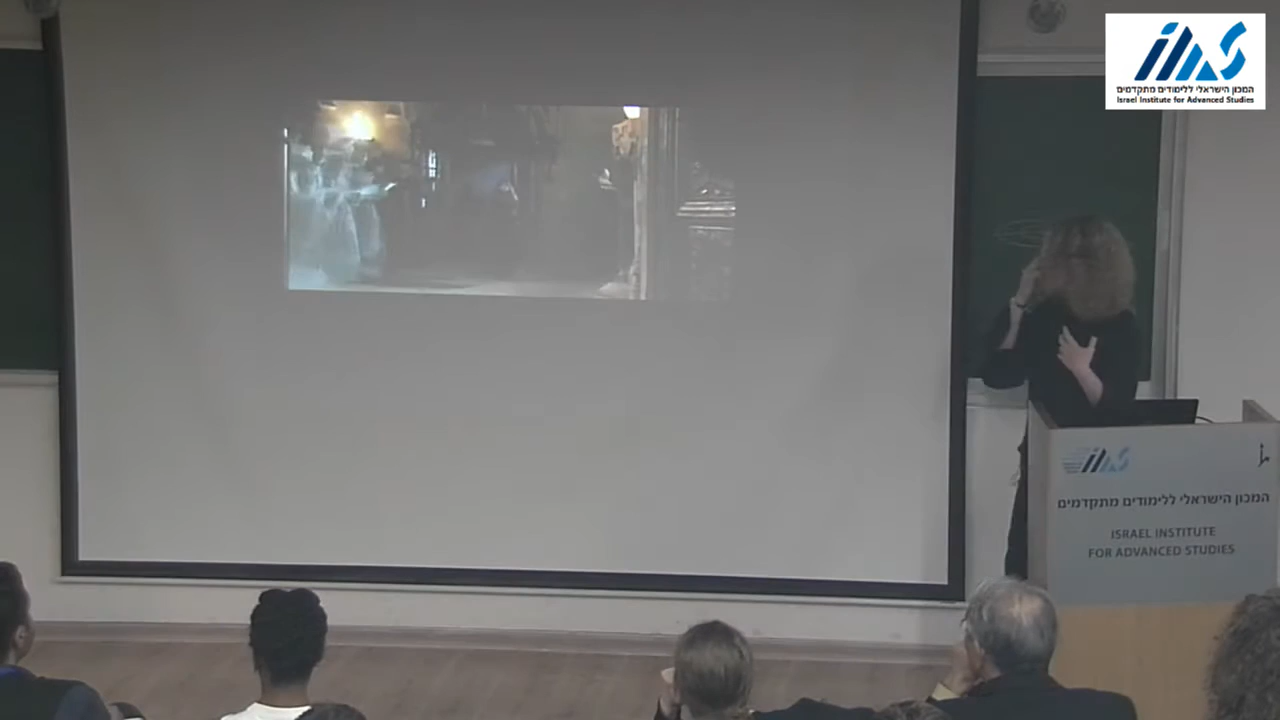 המכון הישראלי ללימודים מתקדמים
Israel Institute for Advanced Studies
המכון הישראלי ללימודים מתקדמים
ISRAEL INSTITUTE
FOR ADVANCED STUDIES